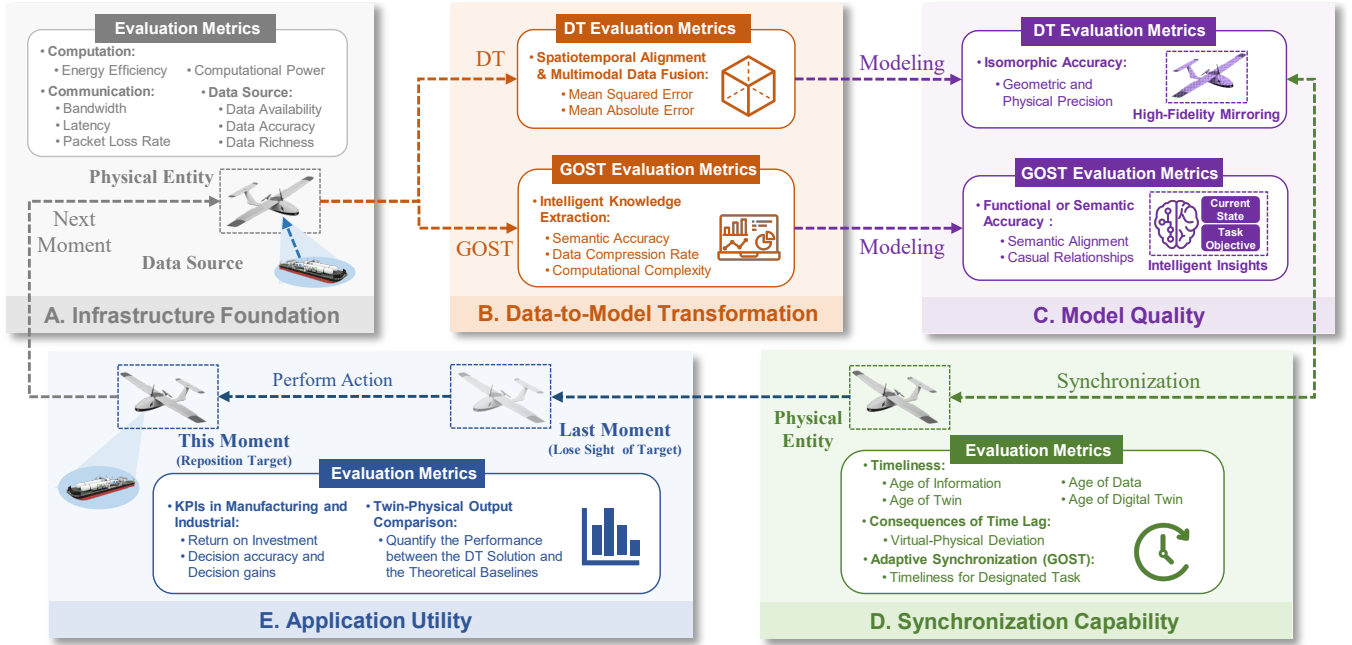 Evaluation Metrics
• Computation:
• Energy Efficiency
• Computational Power
• Communication:
• Bandwidth
• Latency
• Packet Loss Rate
• Data Source:
• Data Availability
• Data Accuracy
• Data Richness
Physical Entity
Next
Moment
Data Source
A. Infrastructure Foundation
DT
GOST
DT Evaluation Metrics
• Spatiotemporal Alignment
& Multimodal Data Fusion:
• Mean Squared Error
• Mean Absolute Error
GOST Evaluation Metrics
• Intelligent Knowledge
Extraction:
• Semantic Accuracy
• Data Compression Rate
• Computational Complexity
B. Data-to-Model Transformation
Modeling
Modeling
DT Evaluation Metrics
• Isomorphic Accuracy:
• Geometric and
Physical Precision
High-Fidelity Mirroring
GOST Evaluation Metrics
• Functional or Semantic
Accuracy :
• Semantic Alignment
• Casual Relationships
Current
State
Task
Objective
Intelligent Insights
C. Model Quality
Perform Action
This Moment
(Reposition Target)
Last Moment
(Lose Sight of Target)
Evaluation Metrics
• KPIs in Manufacturing and
Industrial:
• Return on Investment
• Decision accuracy and
Decision gains
• Twin-Physical Output
Comparison:
• Quantify the Performance
between the DT Solution and
the Theoretical Baselines
E. Application Utility
Synchronization
Physical
Entity
Evaluation Metrics
• Timeliness:
• Age of Information
• Age of Twin
• Age of Data
• Age of Digital Twin
• Consequences of Time Lag:
• Virtual-Physical Deviation
• Adaptive Synchronization (GOST):
• Timeliness for Designated Task
D. Synchronization Capability